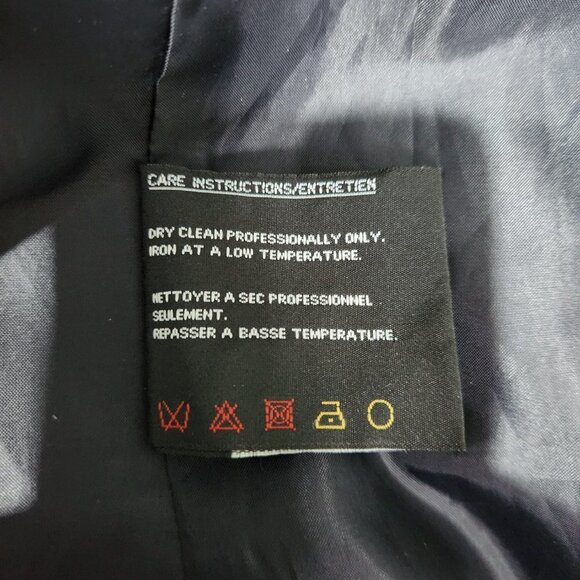 CARE INSTRUCTIONS/ENTRETIEN
DRY CLEAN PROFESSIONALLY ONLY.
IRON AT A LOW TEMPERATURE.
NETTOYER A SEC PROFESSIONNEL
SEULEMENT.
REPASSER A BASSE TEMPERATURE.